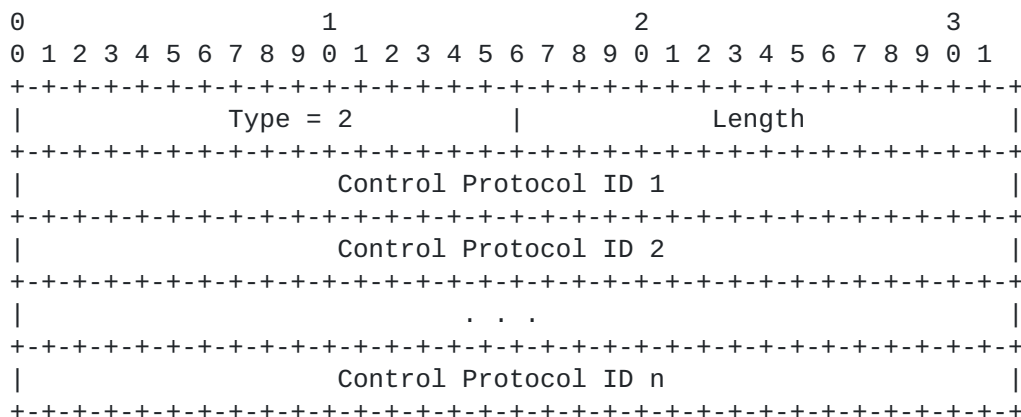 0                   1                   2                   3
0 1 2 3 4 5 6 7 8 9 0 1 2 3 4 5 6 7 8 9 0 1 2 3 4 5 6 7 8 9 0 1
+-+-+-+-+-+-+-+-+-+-+-+-+-+-+-+-+-+-+-+-+-+-+-+-+-+-+-+-+-+-+-+-+
|             Type = 2          |            Length             |
+-+-+-+-+-+-+-+-+-+-+-+-+-+-+-+-+-+-+-+-+-+-+-+-+-+-+-+-+-+-+-+-+
|                    Control Protocol ID 1                      |
+-+-+-+-+-+-+-+-+-+-+-+-+-+-+-+-+-+-+-+-+-+-+-+-+-+-+-+-+-+-+-+-+
|                    Control Protocol ID 2                      |
+-+-+-+-+-+-+-+-+-+-+-+-+-+-+-+-+-+-+-+-+-+-+-+-+-+-+-+-+-+-+-+-+
|                            . . .                              |
+-+-+-+-+-+-+-+-+-+-+-+-+-+-+-+-+-+-+-+-+-+-+-+-+-+-+-+-+-+-+-+-+
|                    Control Protocol ID n                      |
+-+-+-+-+-+-+-+-+-+-+-+-+-+-+-+-+-+-+-+-+-+-+-+-+-+-+-+-+-+-+-+-+